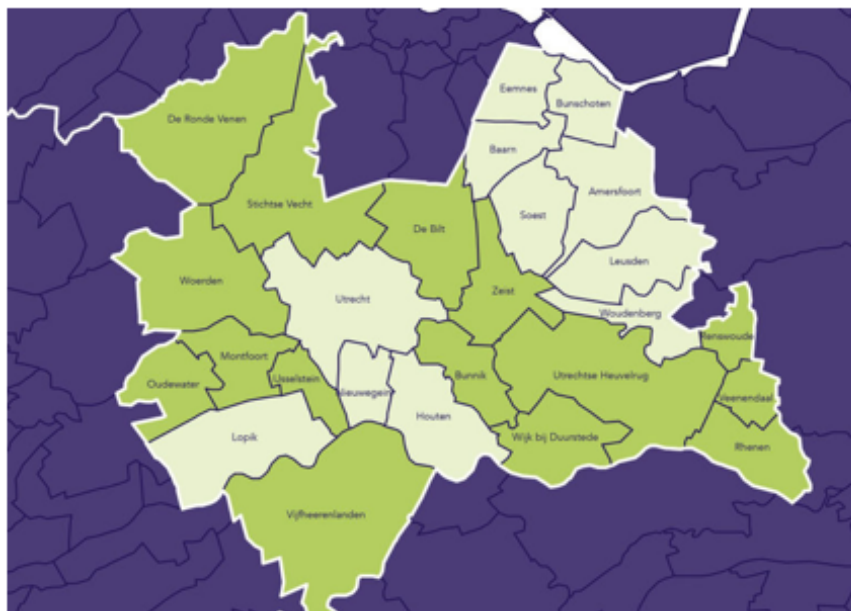 Eemnes
Bunschoten
De Ronde Venen
Baarn
Amersfoort
Stichtse Vecht
Soest
De Bilt
Leusden
Woerden
Zeist
Utrecht
Woudenberg
Renswoude
Montfoort
Oudewater
IJsselstein
Nieuwegein
Bunnik
Utrechtse Heuvelrug
Veenendaal
Houten
Lopik
Wijk bij Duurstede
Rhenen
Vijfheerenlanden